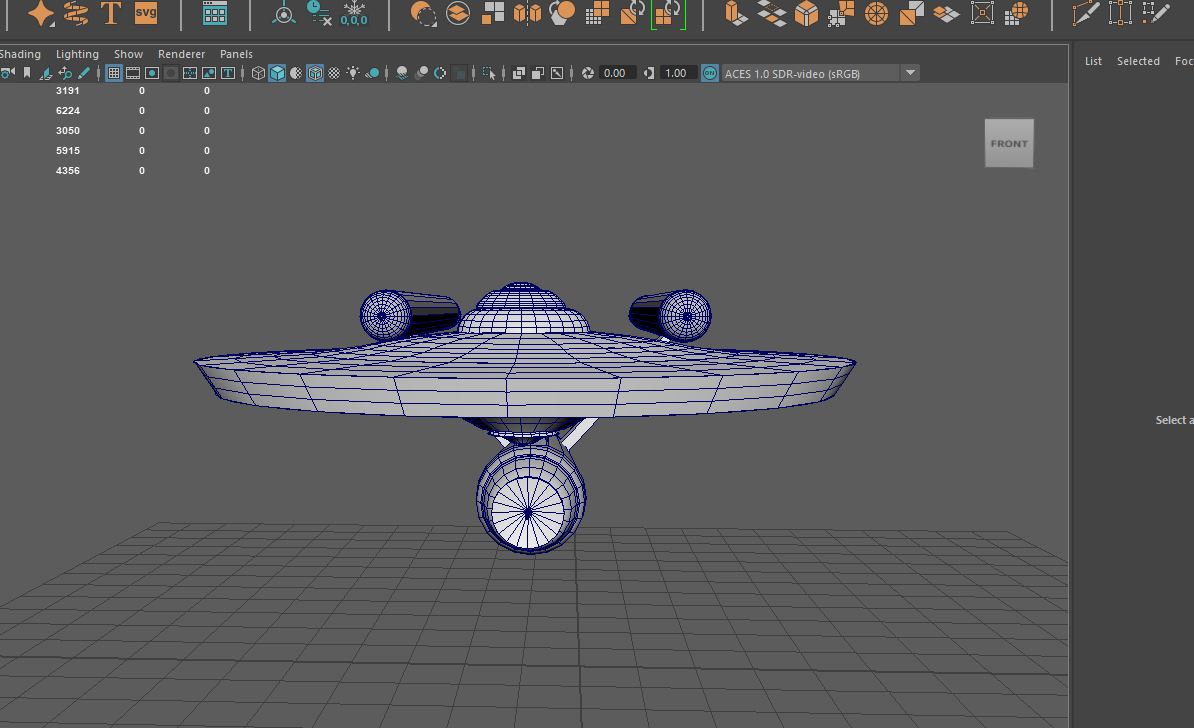 T svg 0,0,0
Shading Lighting Show Renderer Panels
List Selected Foc
T 0.00 1.00 ON ACES 1.0 SDR-video (sRGB)
3191 0 0
6224 0 0
3050 0 0
5915 0 0
4356 0 0
FRONT
Select a